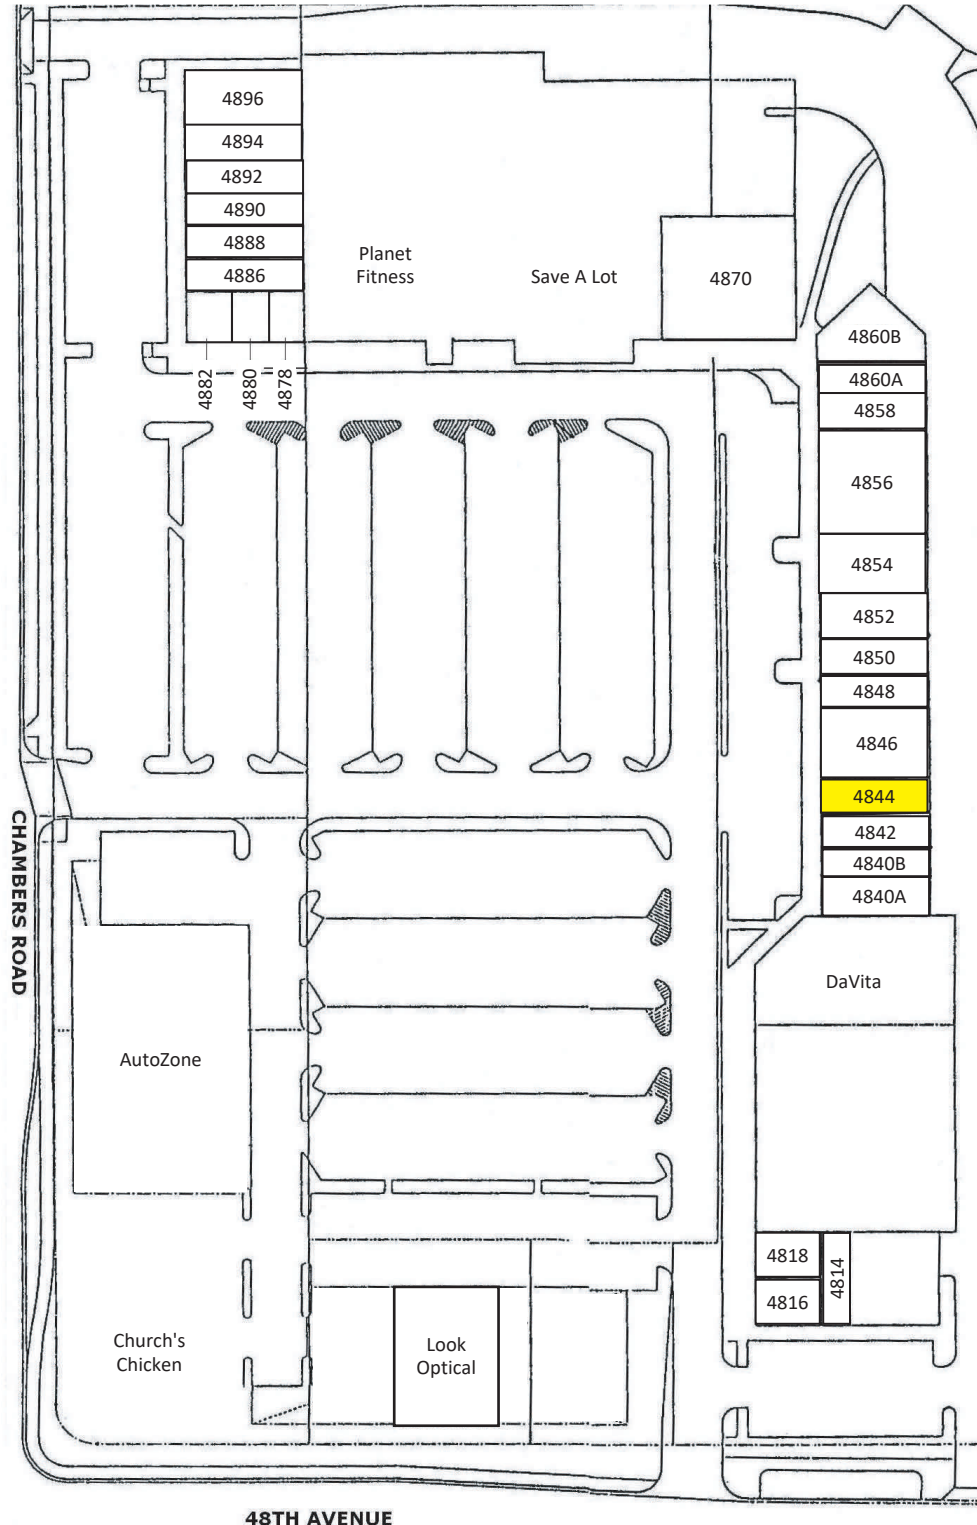 4896
4894
4892
4890
4888
4886
Planet
Fitness
Save A Lot
4870
4882
4880
4878
4860B
4860A
4858
4856
4854
4852
4850
4848
4846
4844
4842
4840B
4840A
DaVita
CHAMBERS ROAD
AutoZone
4818
4816
4814
Church's
Chicken
Look
Optical
48TH AVENUE